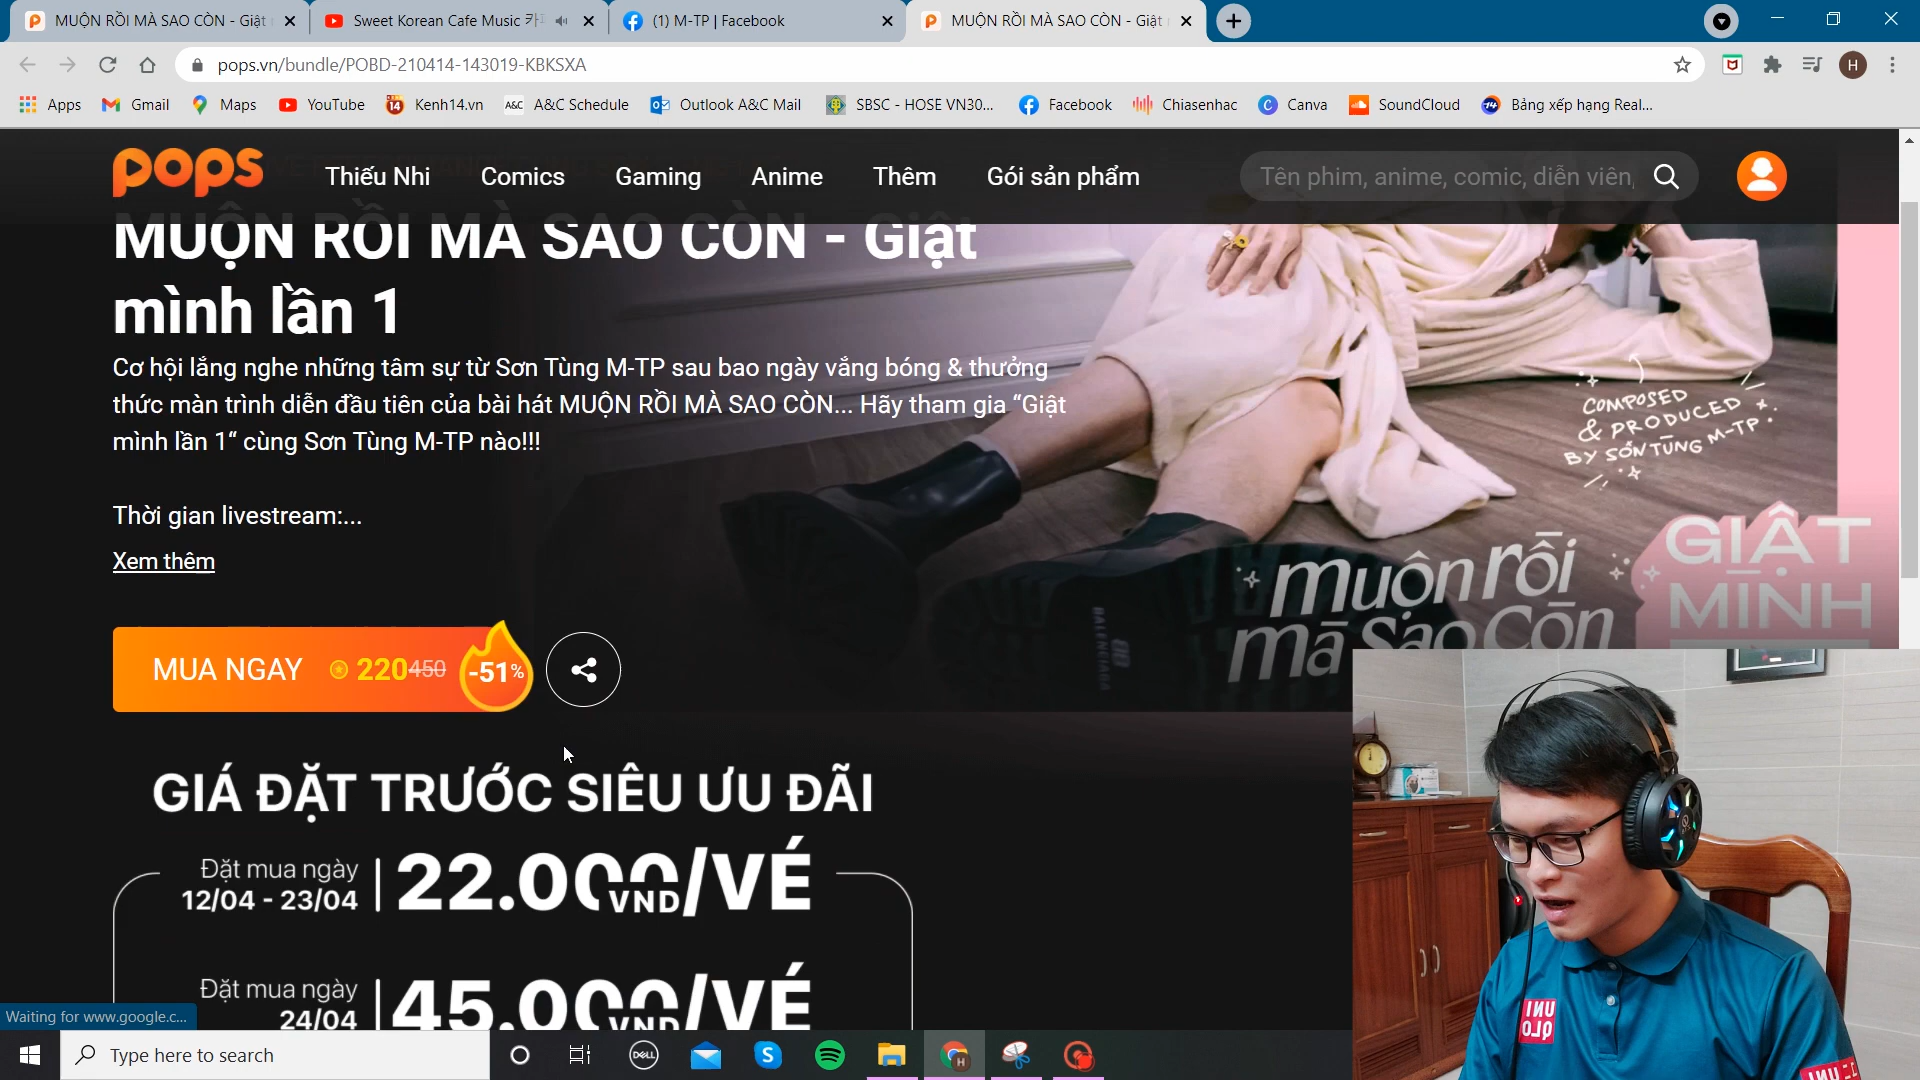 MUỘN RỒI MÀ SAO CÒN - Giật
Sweet Korean Cafe Music 카
(1) M-TP | Facebook
MUỘN RỒI MÀ SAO CÒN - Giật
pops.vn/bundle/POBD-210414-143019-KBKSXA
H
Apps
Gmail
Maps
YouTube
14
Kenh14.vn
A&C
A&C Schedule
Outlook A&C Mail
SBSC - HOSE VN30...
Facebook
Chiasenhac
Canva
SoundCloud
Bảng xếp hạng Real...
POPS
Thiếu Nhi
Comics
Gaming
Anime
Thêm
Gói sản phẩm
Tên phim, anime, comic, diễn viên,
MUỘN RỒI MÀ SAO CÒN - Giật
mình lần 1
Cơ hội lắng nghe những tâm sự từ Sơn Tùng M-TP sau bao ngày vắng bóng & thưởng
thức màn trình diễn đầu tiên của bài hát MUỘN RỒI MÀ SAO CÒN... Hãy tham gia “Giật
mình lần 1“ cùng Sơn Tùng M-TP nào!!!
Thời gian livestream:...
Xem thêm
COMPOSED
& PRODUCED
BY SƠN TÙNG M-TP.
muộn rồi
mà sao còn
GIẬT
MÌNH
BALENCIAGA
MUA NGAY 220 450 -51%
GIÁ ĐẶT TRƯỚC SIÊU ƯU ĐÃI
Đặt mua ngày
12/04 - 23/04
22.000/VÉ
VND
Đặt mua ngày
24/04
45.000/VÉ
VND
Waiting for www.google.c...
Type here to search
DELL
H
UNI
QLO